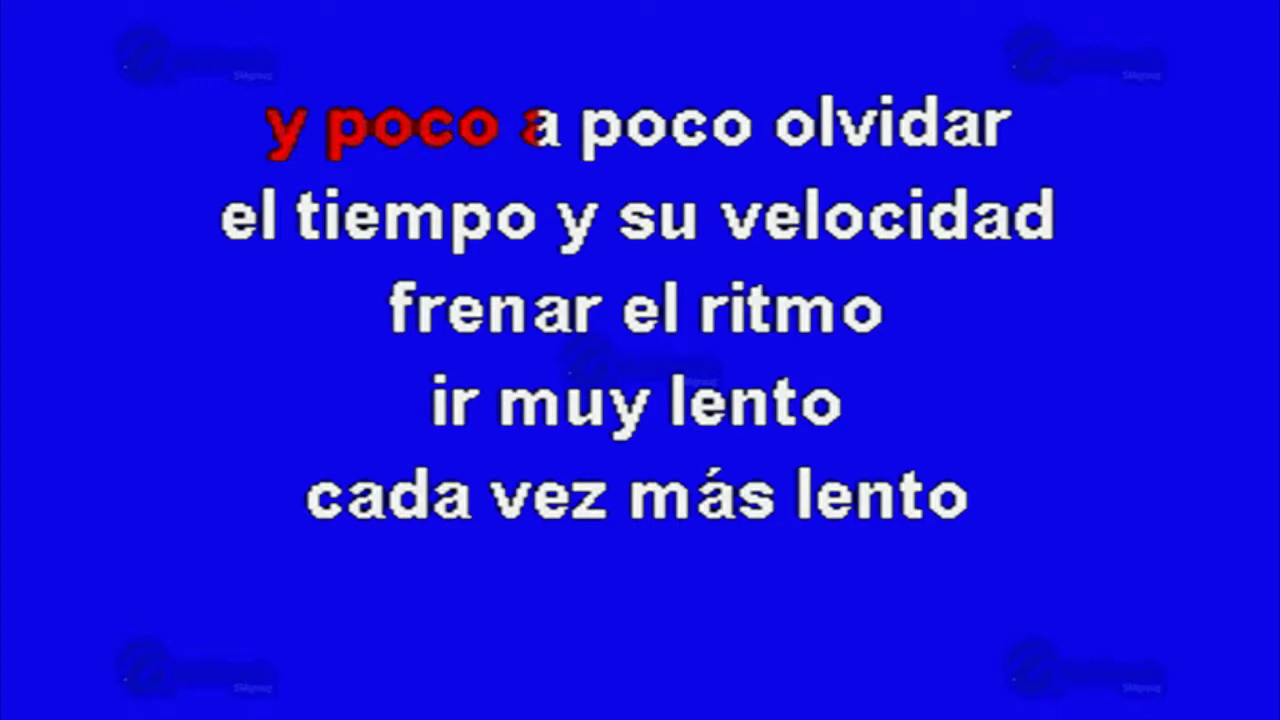 y poco a poco olvidar
el tiempo y su velocidad
frenar el ritmo
ir muy lento
cada vez más lento